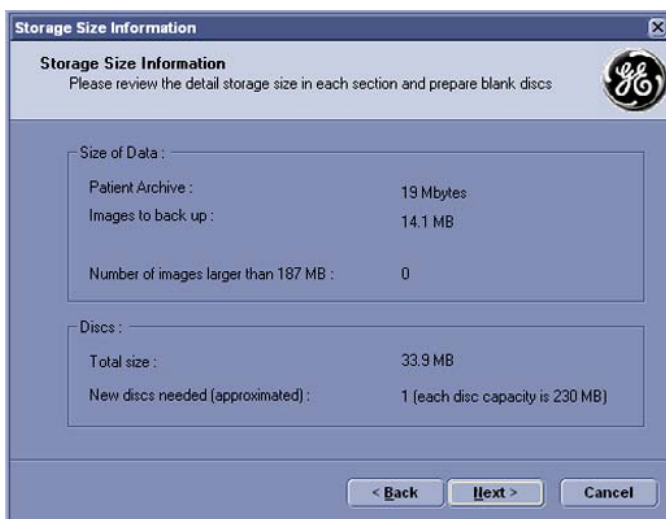 Storage Size Information
Storage Size Information
Please review the detail storage size in each section and prepare blank discs
Size of Data :
Patient Archive : 19 Mbytes
Images to back up : 14.1 MB
Number of images larger than 187 MB : 0
Discs :
Total size : 33.9 MB
New discs needed (approximated) : 1 (each disc capacity is 230 MB)
< Back Next > Cancel